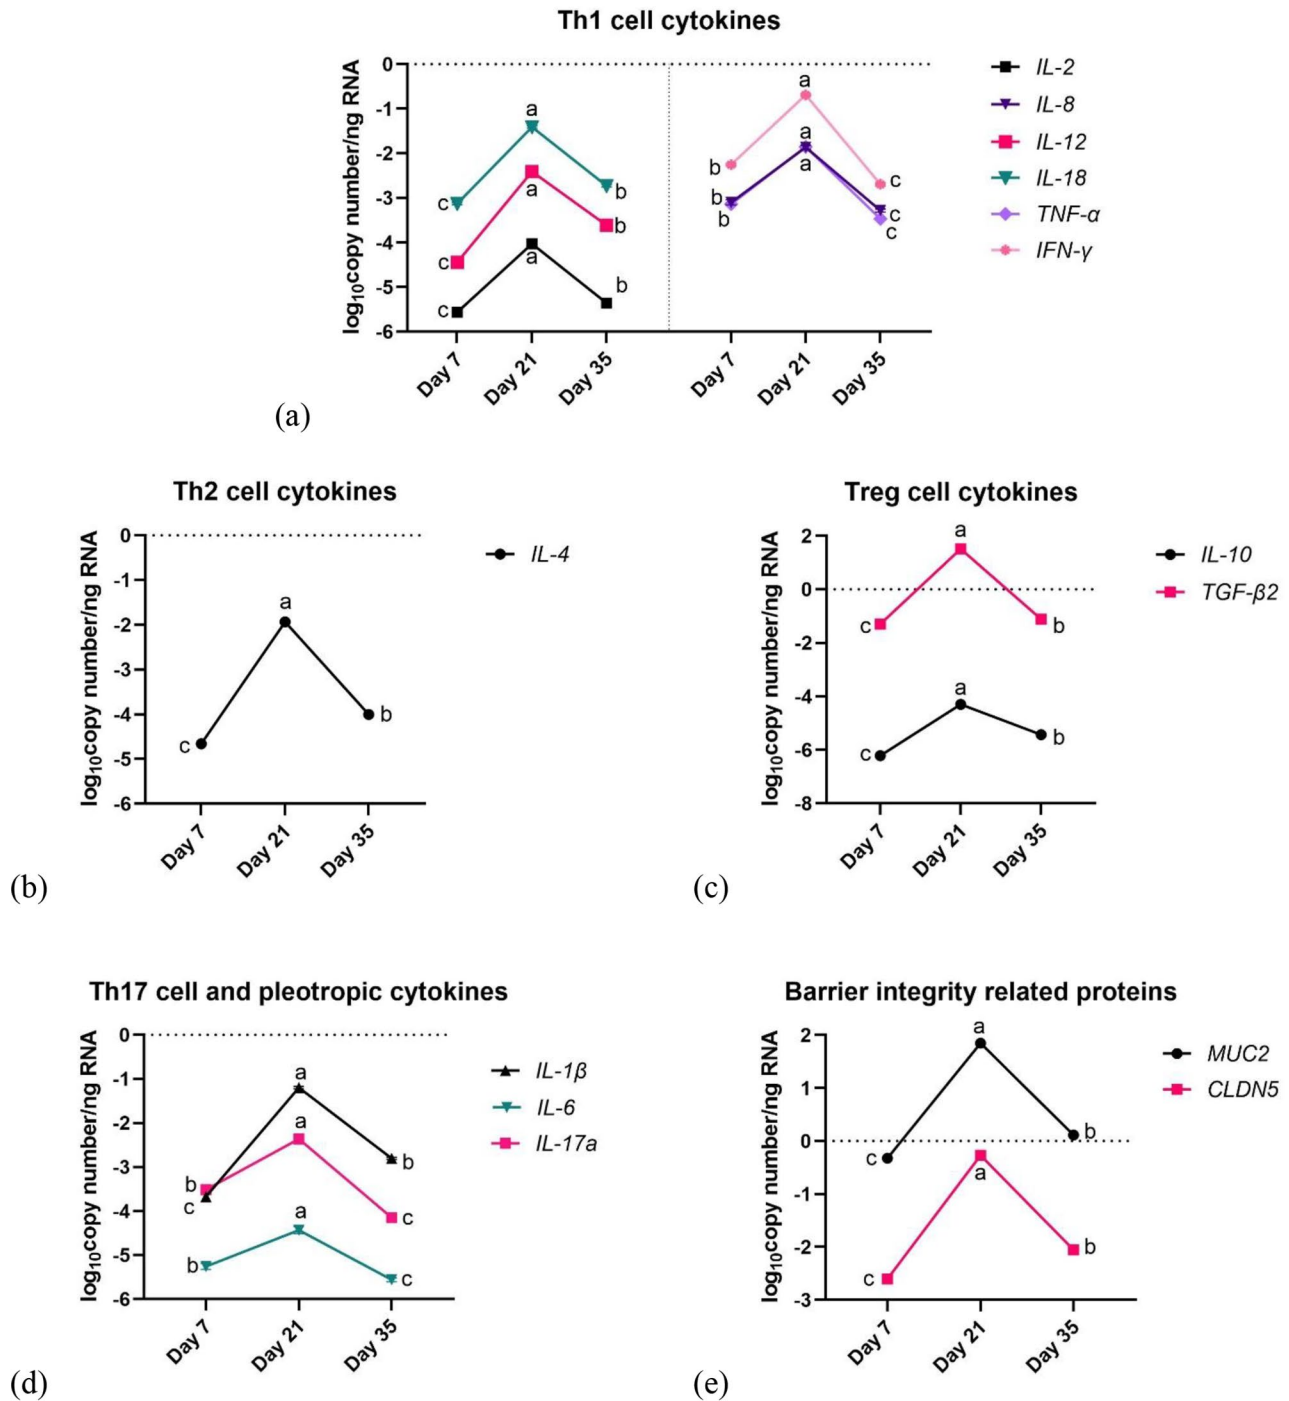 Th1 cell cytokines
log10copy number/ng RNA
0
-1
-2
-3
-4
-5
-6
c
a
b
c
a
b
c
a
b
b
a
c
b
a
c
b
a
c
Day 7
Day 21
Day 35
Day 7
Day 21
Day 35
IL-2
IL-8
IL-12
IL-18
TNF-α
IFN-γ
(a)
Th2 cell cytokines
log10copy number/ng RNA
0
-1
-2
-3
-4
-5
-6
c
a
b
Day 7
Day 21
Day 35
IL-4
(b)
Treg cell cytokines
log10copy number/ng RNA
2
0
-2
-4
-6
-8
c
a
b
c
a
b
Day 7
Day 21
Day 35
IL-10
TGF-β2
(c)
Th17 cell and pleotropic cytokines
log10copy number/ng RNA
0
-1
-2
-3
-4
-5
-6
b
c
a
b
a
c
b
a
c
Day 7
Day 21
Day 35
IL-1β
IL-6
IL-17a
(d)
Barrier integrity related proteins
log10copy number/ng RNA
2
1
0
-1
-2
-3
c
a
b
c
a
b
Day 7
Day 21
Day 35
MUC2
CLDN5
(e)